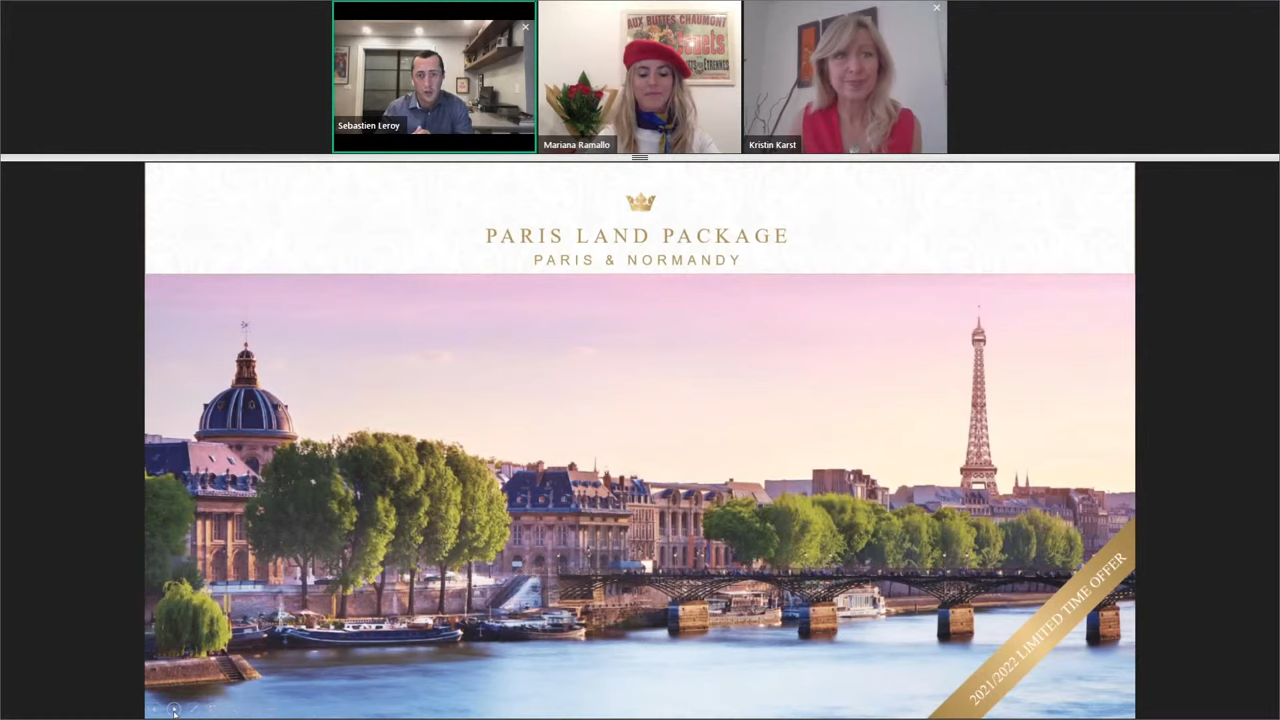 AUX BUTTES CHAUMONT
Jouets
Sebastien Leroy
Mariana Ramallo
Kristin Karst
PARIS LAND PACKAGE
PARIS & NORMANDY
2021/2022 LIMITED TIME OFFER